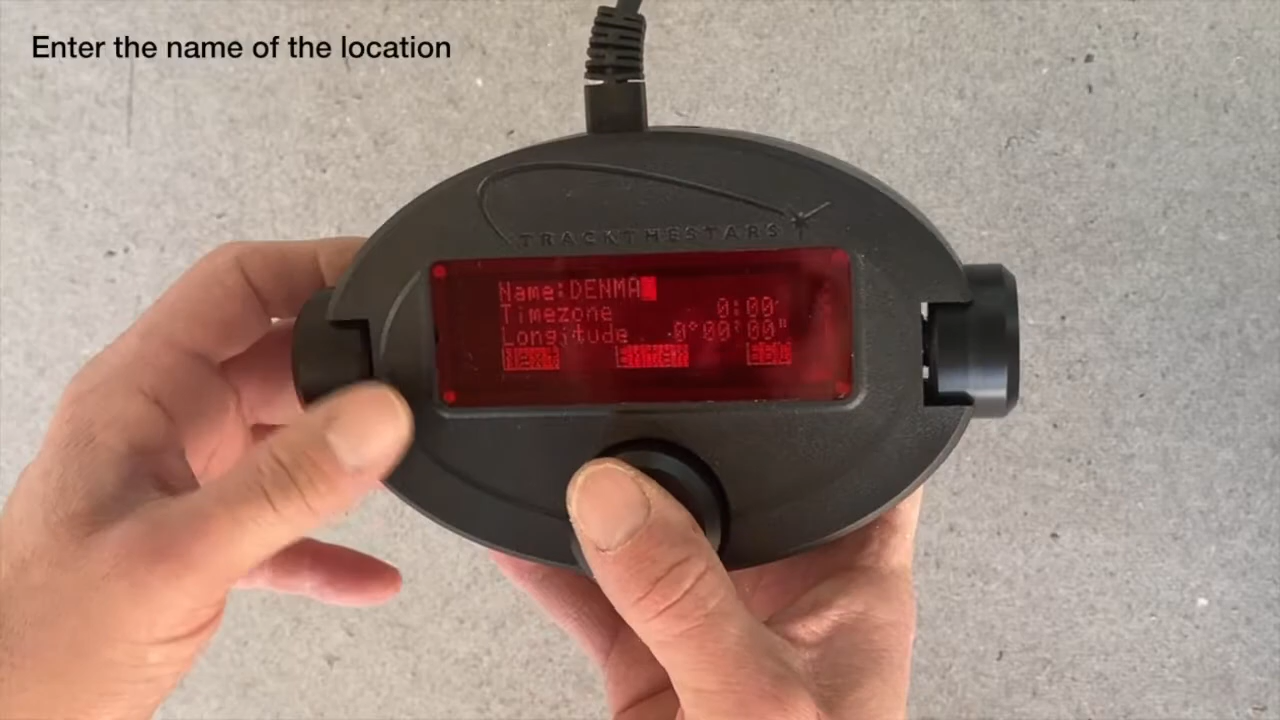 Enter the name of the location
TRACKTHESTARS
Name:DENMA
Timezone 0:00
Longitude 0°00'00"
Next Enter Esc